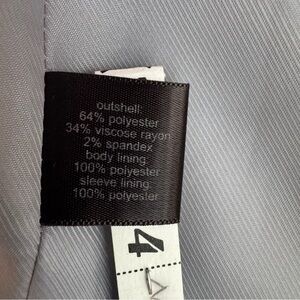 outshell:
64% polyester
34% viscose rayon
2% spandex
body lining:
100% polyester
sleeve lining:
100% polyester
4